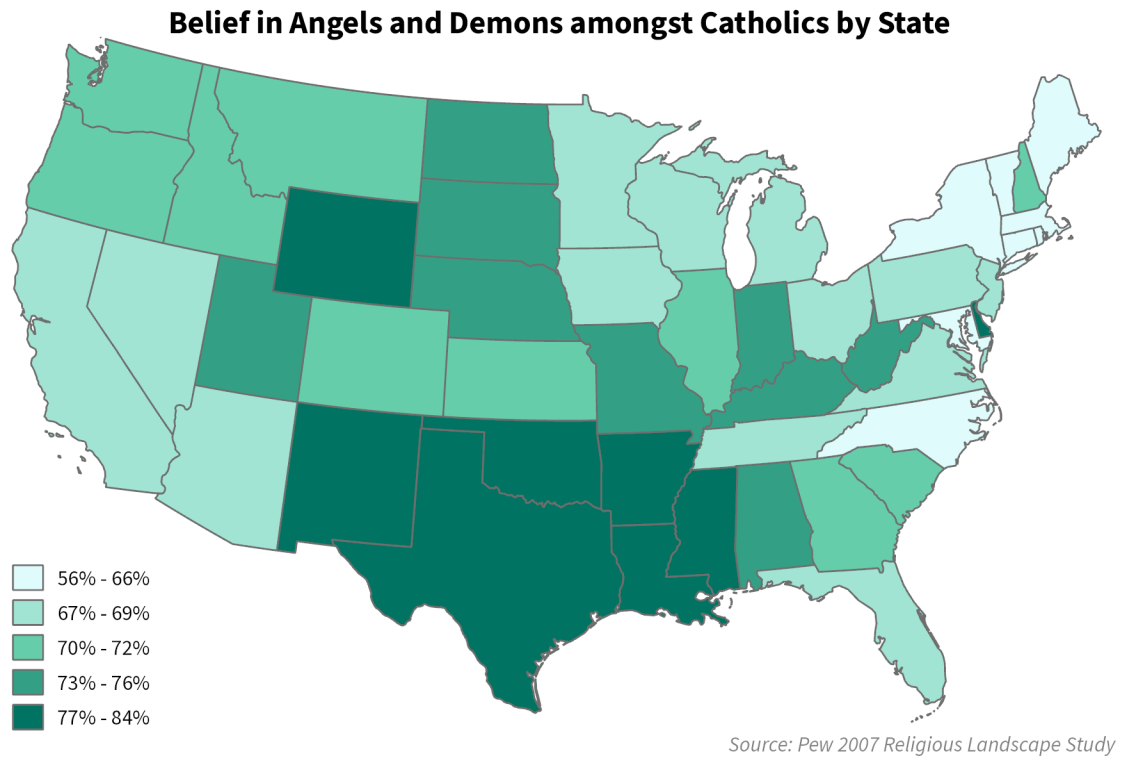 Belief in Angels and Demons amongst Catholics by State
56% - 66%
67% - 69%
70% - 72%
73% - 76%
77% - 84%
Source: Pew 2007 Religious Landscape Study